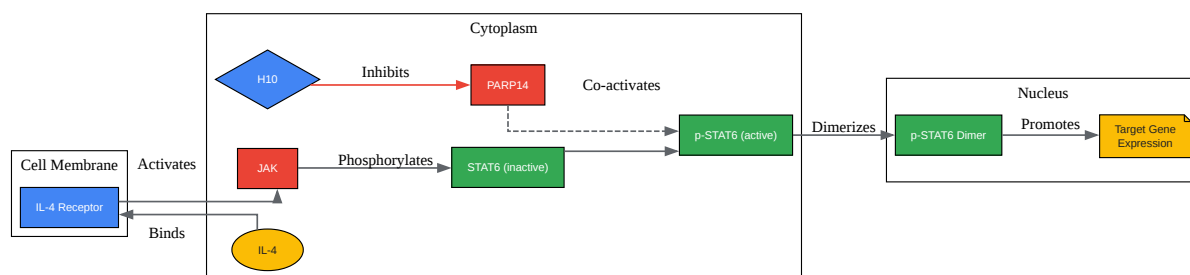 Cytoplasm
H10
Inhibits
PARP14
Co-activates
Nucleus
p-STAT6 (active)
Dimerizes
p-STAT6 Dimer
Promotes
Target Gene
Expression
Cell Membrane
Activates
JAK
Phosphorylates
STAT6 (inactive)
IL-4 Receptor
Binds
IL-4